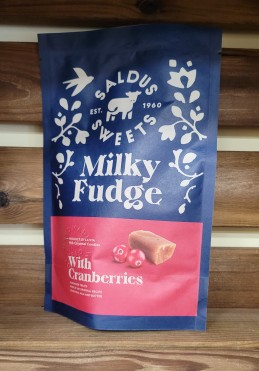 SALDUS
EST. 1960
SWEETS
Milky
Fudge
With
Cranberries